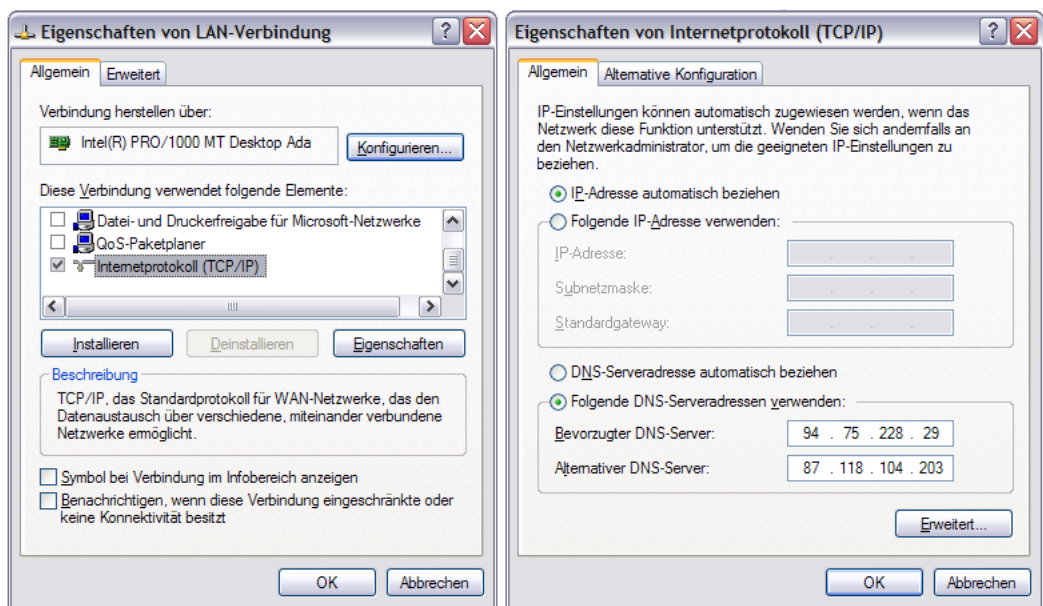 Eigenschaften von LAN-Verbindung
Allgemein
Erweitert
Verbindung herstellen über:
Intel(R) PRO/1000 MT Desktop Ada
Konfigurieren...
Diese Verbindung verwendet folgende Elemente:
Datei- und Druckerfreigabe für Microsoft-Netzwerke
QoS-Paketplaner
Internetprotokoll (TCP/IP)
Installieren
Deinstallieren
Eigenschaften
Beschreibung
TCP/IP, das Standardprotokoll für WAN-Netzwerke, das den
Datenaustausch über verschiedene, miteinander verbundene
Netzwerke ermöglicht.
Symbol bei Verbindung im Infobereich anzeigen
Benachrichtigen, wenn diese Verbindung eingeschränkte oder
keine Konnektivität besitzt
OK
Abbrechen
Eigenschaften von Internetprotokoll (TCP/IP)
Allgemein
Alternative Konfiguration
IP-Einstellungen können automatisch zugewiesen werden, wenn das
Netzwerk diese Funktion unterstützt. Wenden Sie sich andernfalls an
den Netzwerkadministrator, um die geeigneten IP-Einstellungen zu
beziehen.
IP-Adresse automatisch beziehen
Folgende IP-Adresse verwenden:
IP-Adresse:
Subnetzmaske:
Standardgateway:
DNS-Serveradresse automatisch beziehen
Folgende DNS-Serveradressen verwenden:
Bevorzugter DNS-Server:
94 . 75 . 228 . 29
Alternativer DNS-Server:
87 . 118 . 104 . 203
Erweitert...
OK
Abbrechen